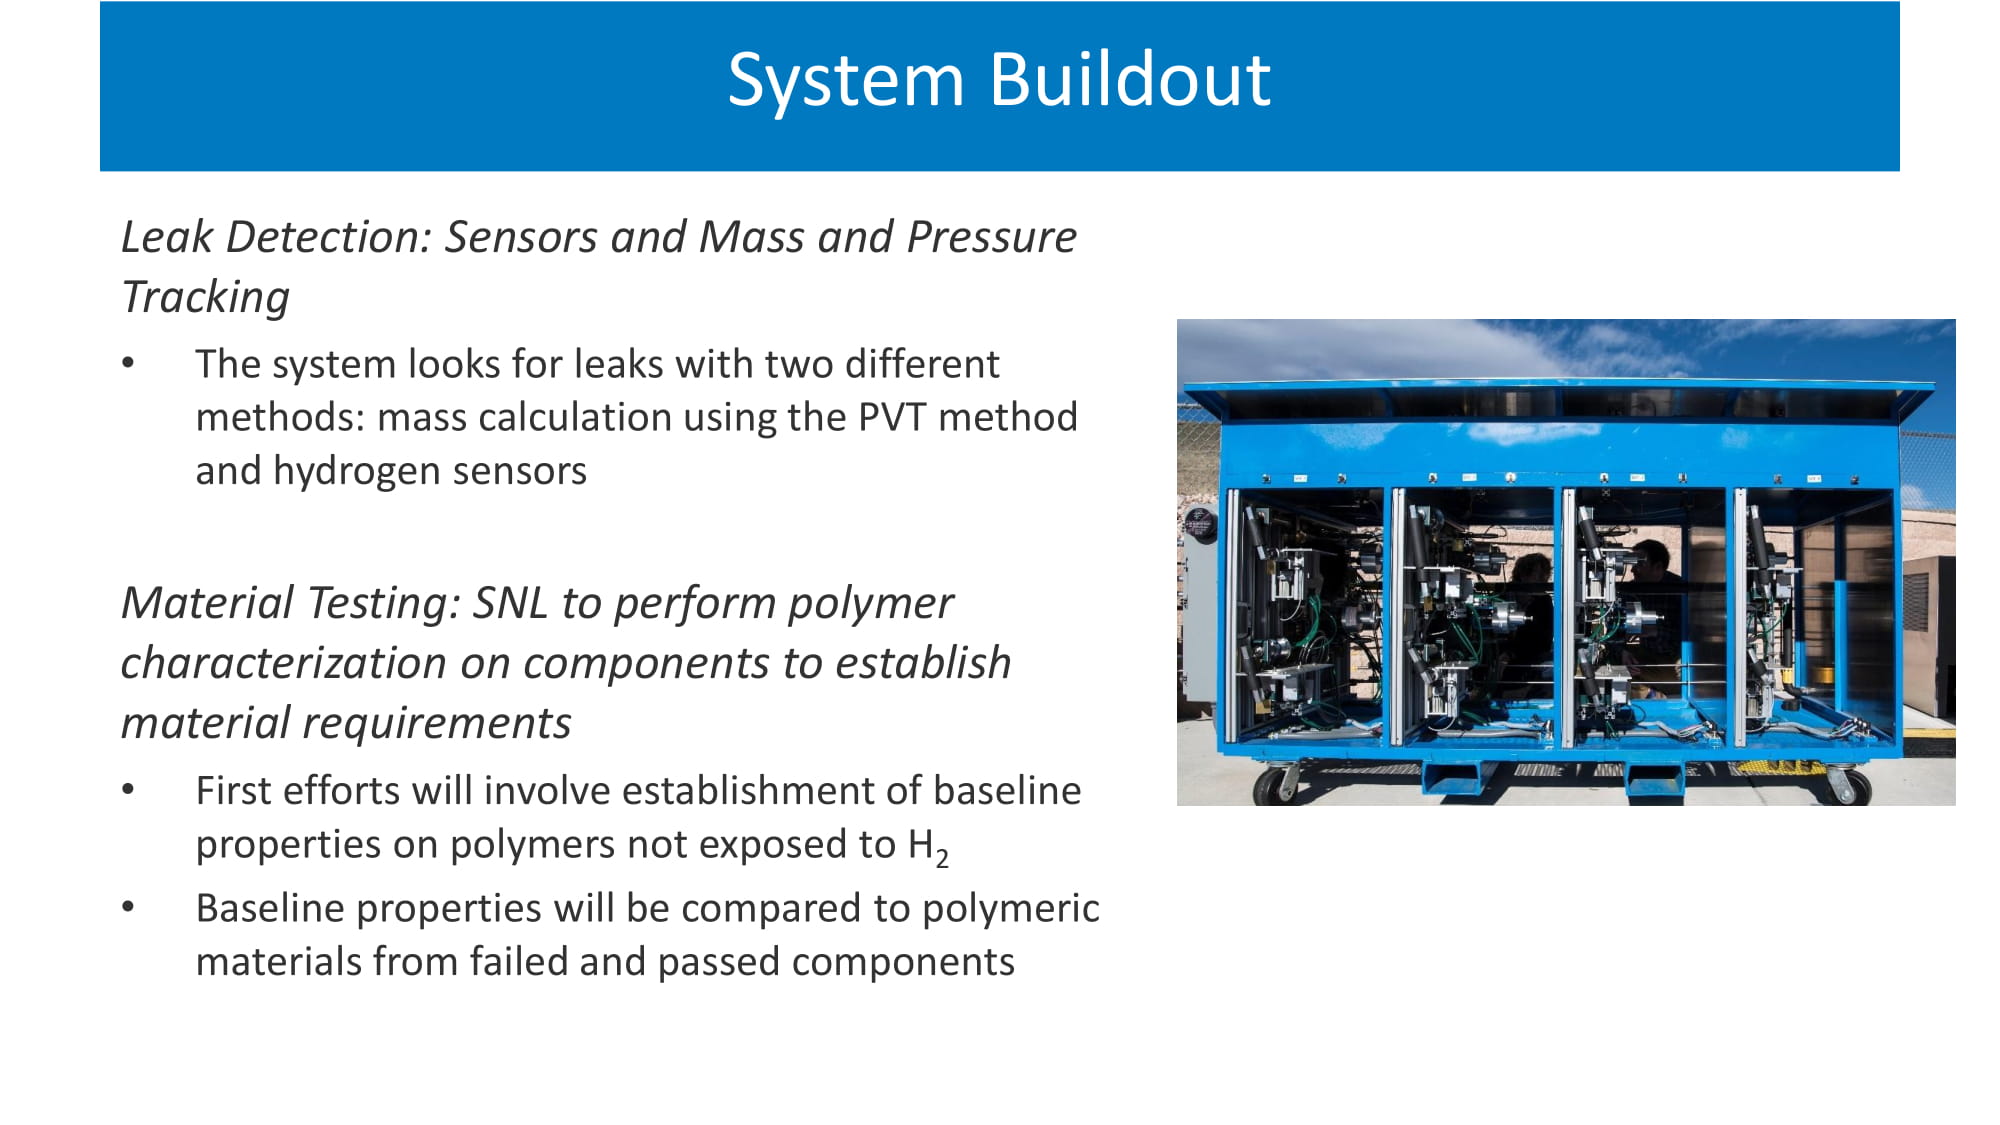 System Buildout
Leak Detection: Sensors and Mass and Pressure
Tracking
• The system looks for leaks with two different
methods: mass calculation using the PVT method
and hydrogen sensors
Material Testing: SNL to perform polymer
characterization on components to establish
material requirements
• First efforts will involve establishment of baseline
properties on polymers not exposed to H₂
• Baseline properties will be compared to polymeric
materials from failed and passed components